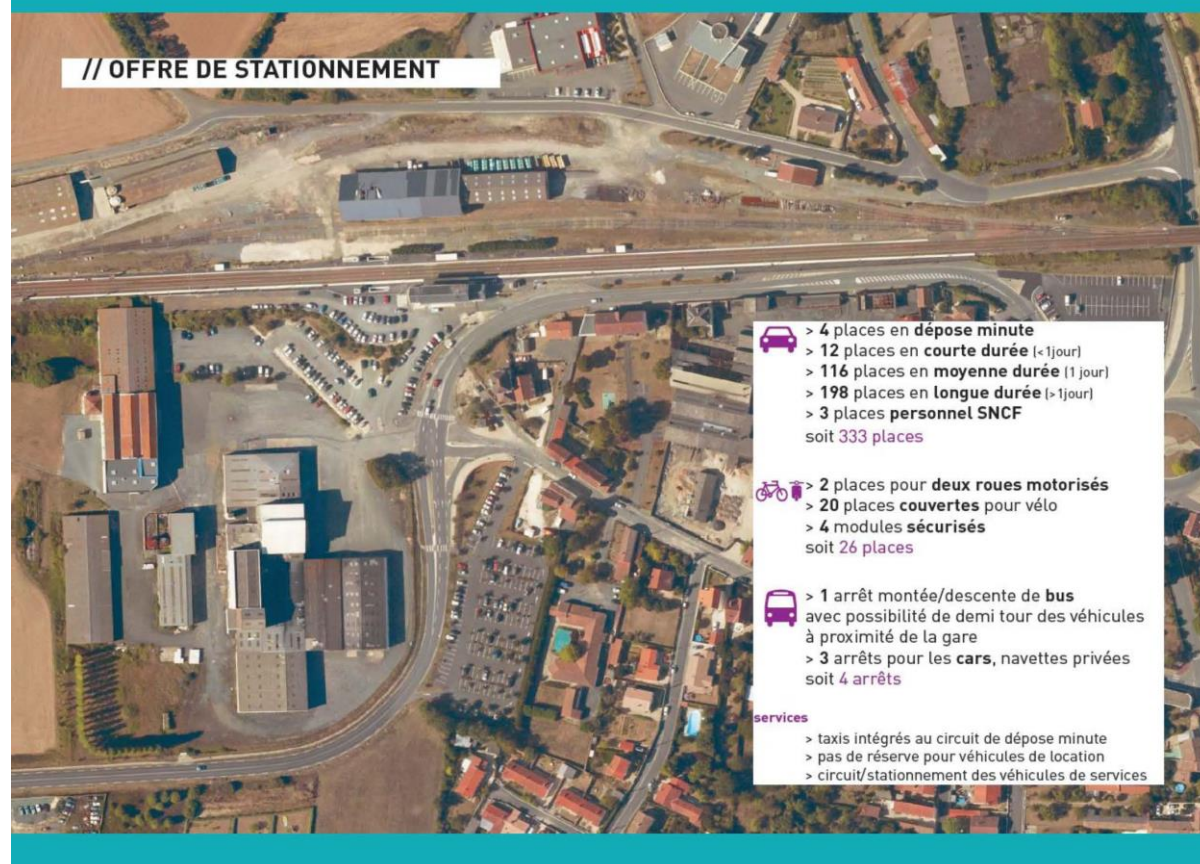 // OFFRE DE STATIONNEMENT
> 4 places en dépose minute
> 12 places en courte durée (<1jour)
> 116 places en moyenne durée (1 jour)
> 198 places en longue durée (>1jour)
> 3 places personnel SNCF
soit 333 places
> 2 places pour deux roues motorisés
> 20 places couvertes pour vélo
> 4 modules sécurisés
soit 26 places
> 1 arrêt montée/descente de bus
avec possibilité de demi tour des véhicules
à proximité de la gare
> 3 arrêts pour les cars, navettes privées
soit 4 arrêts
services
> taxis intégrés au circuit de dépose minute
> pas de réserve pour véhicules de location
> circuit/stationnement des véhicules de services